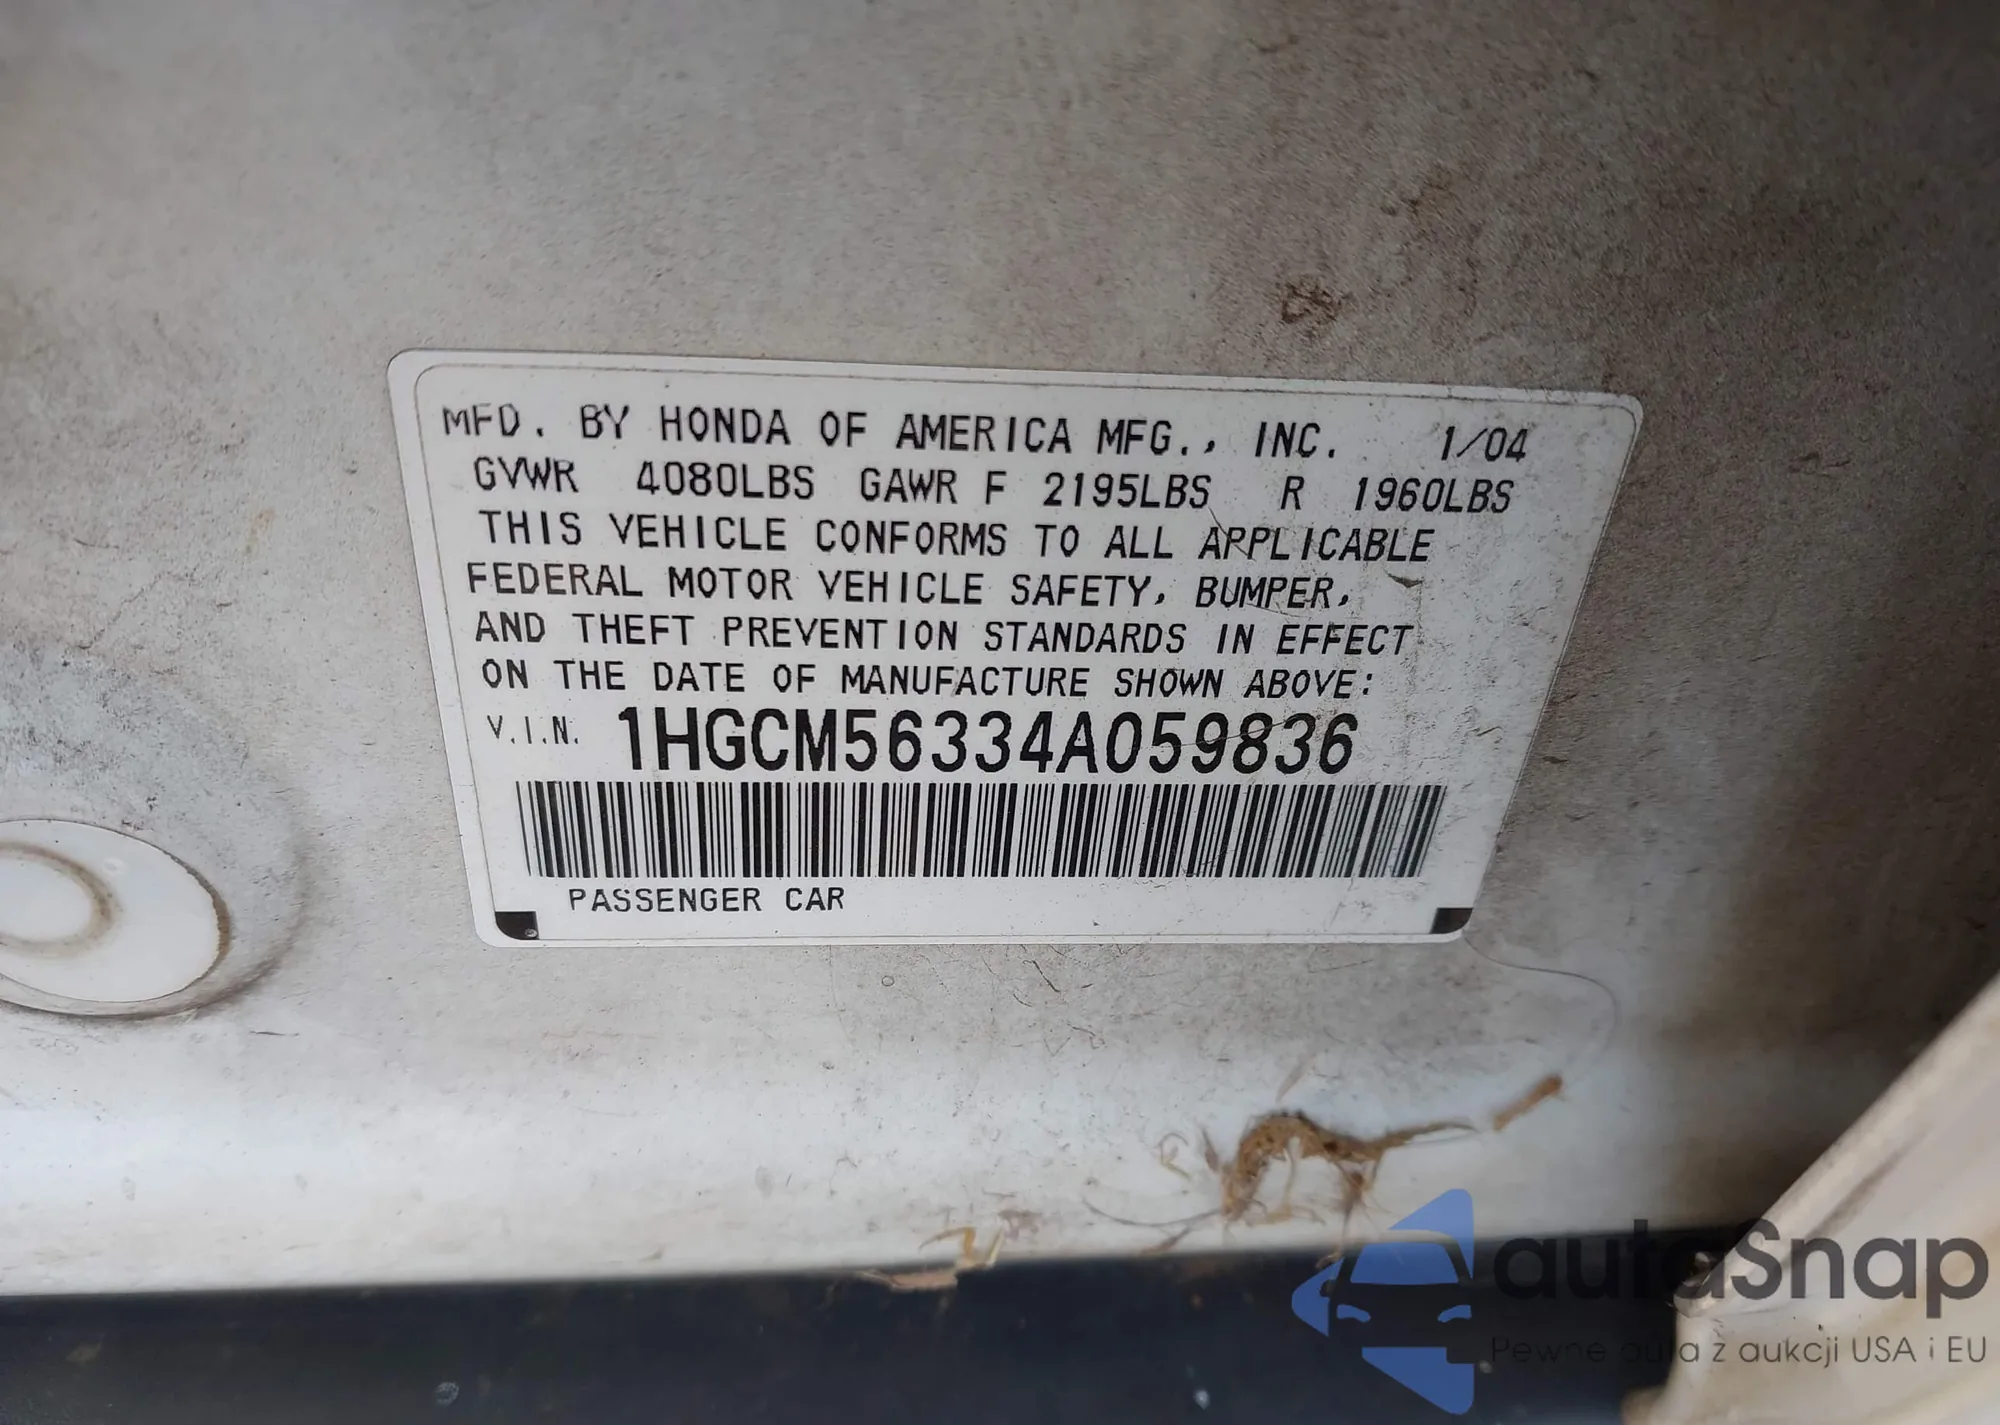 MFD. BY HONDA OF AMERICA MFG., INC. 1/04
GVWR 4080LBS GAWR F 2195LBS R 1960LBS
THIS VEHICLE CONFORMS TO ALL APPLICABLE
FEDERAL MOTOR VEHICLE SAFETY, BUMPER,
AND THEFT PREVENTION STANDARDS IN EFFECT
ON THE DATE OF MANUFACTURE SHOWN ABOVE:
V.I.N. 1HGCM56334A059836
PASSENGER CAR
autaSnap
Pewne auta z aukcji USA i EU